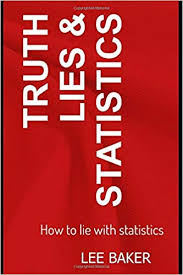 TRUTH
LIES &
STATISTICS
How to lie with statistics
LEE BAKER